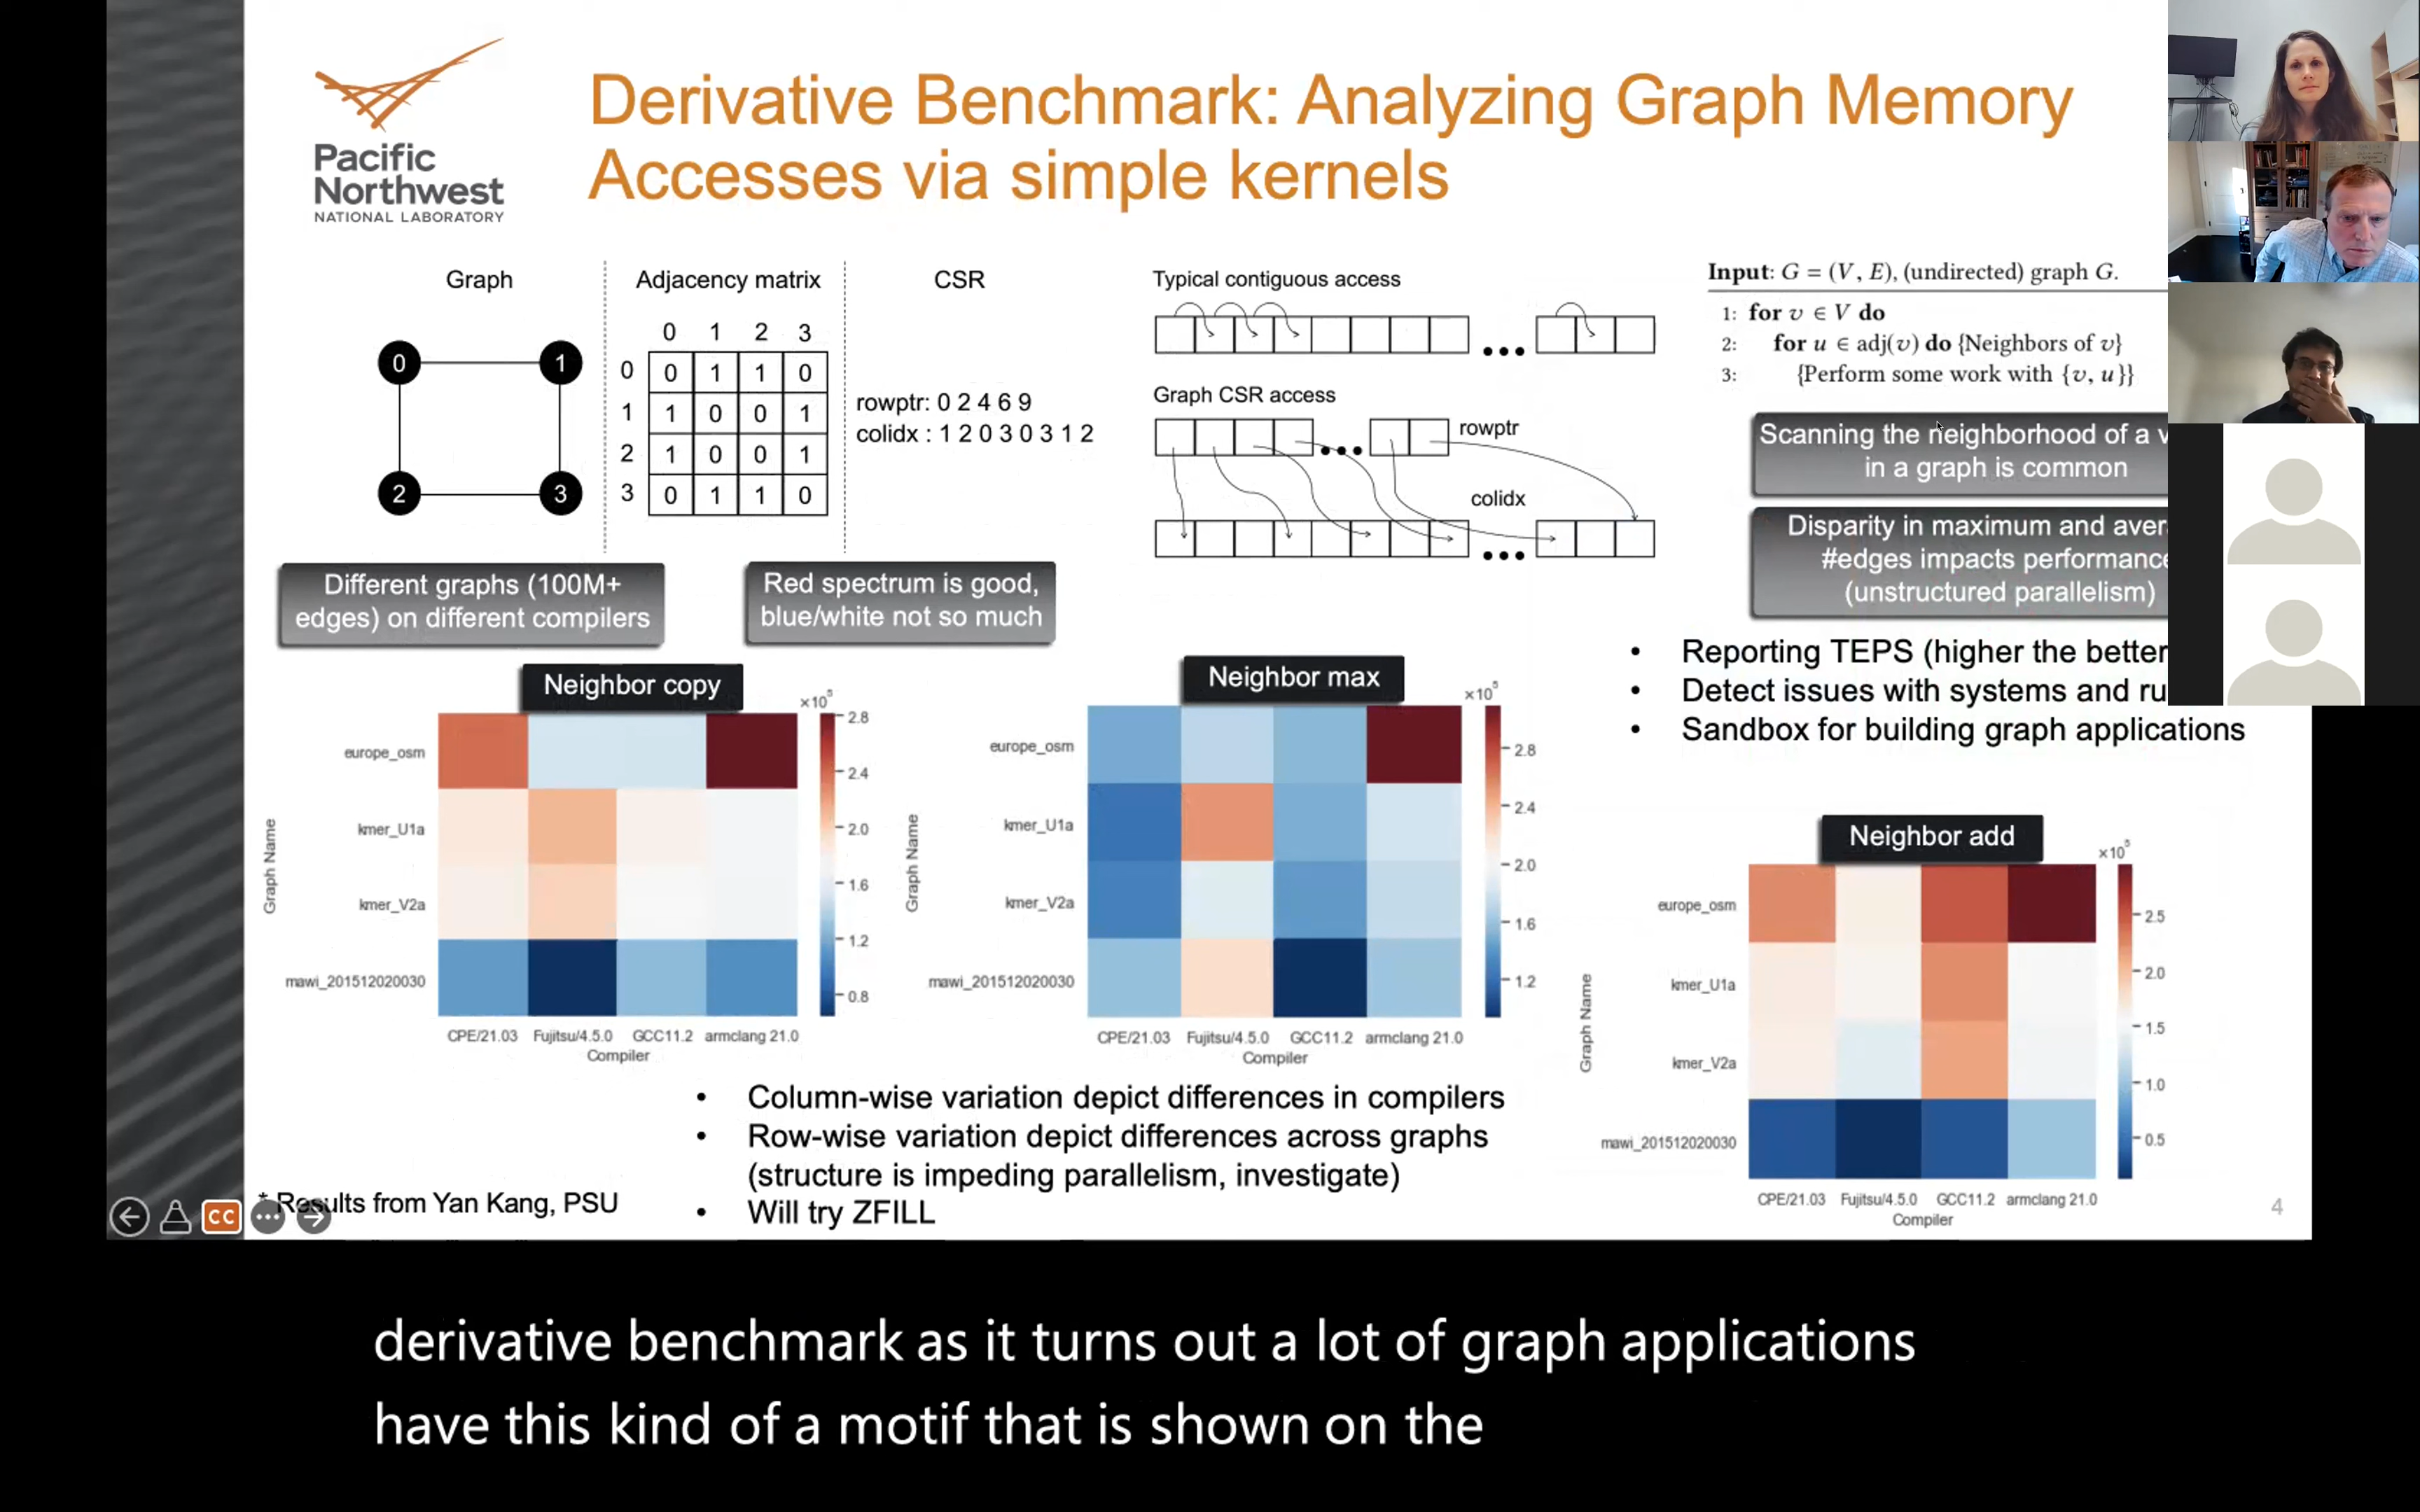 Pacific
Northwest
NATIONAL LABORATORY
Derivative Benchmark: Analyzing Graph Memory
Accesses via simple kernels
Graph
0
1
2
3
Adjacency matrix
0 1 2 3
0 0 1 1 0
1 1 0 0 1
2 1 0 0 1
3 0 1 1 0
CSR
rowptr: 0 2 4 6 9
colidx : 1 2 0 3 0 3 1 2
Typical contiguous access
Graph CSR access
rowptr
colidx
Input: G = (V, E), (undirected) graph G.
1: for v ∈ V do
2: for u ∈ adj(v) do {Neighbors of v}
3: {Perform some work with {v, u}}
Scanning the neighborhood of a v
in a graph is common
Disparity in maximum and aver
#edges impacts performance
(unstructured parallelism)
Different graphs (100M+
edges) on different compilers
Red spectrum is good,
blue/white not so much
• Reporting TEPS (higher the better
• Detect issues with systems and ru
• Sandbox for building graph applications
Neighbor copy
×10⁵
Graph Name
europe_osm
kmer_U1a
kmer_V2a
mawi_201512020030
2.8
2.4
2.0
1.6
1.2
0.8
CPE/21.03 Fujitsu/4.5.0 GCC11.2 armclang 21.0
Compiler
Neighbor max
×10⁵
Graph Name
europe_osm
kmer_U1a
kmer_V2a
mawi_201512020030
2.8
2.4
2.0
1.6
1.2
CPE/21.03 Fujitsu/4.5.0 GCC11.2 armclang 21.0
Compiler
Neighbor add
×10⁵
Graph Name
europe_osm
kmer_U1a
kmer_V2a
mawi_201512020030
2.5
2.0
1.5
1.0
0.5
CPE/21.03 Fujitsu/4.5.0 GCC11.2 armclang 21.0
Compiler
• Column-wise variation depict differences in compilers
• Row-wise variation depict differences across graphs
(structure is impeding parallelism, investigate)
• Will try ZFILL
* Results from Yan Kang, PSU
CC
4
derivative benchmark as it turns out a lot of graph applications
have this kind of a motif that is shown on the